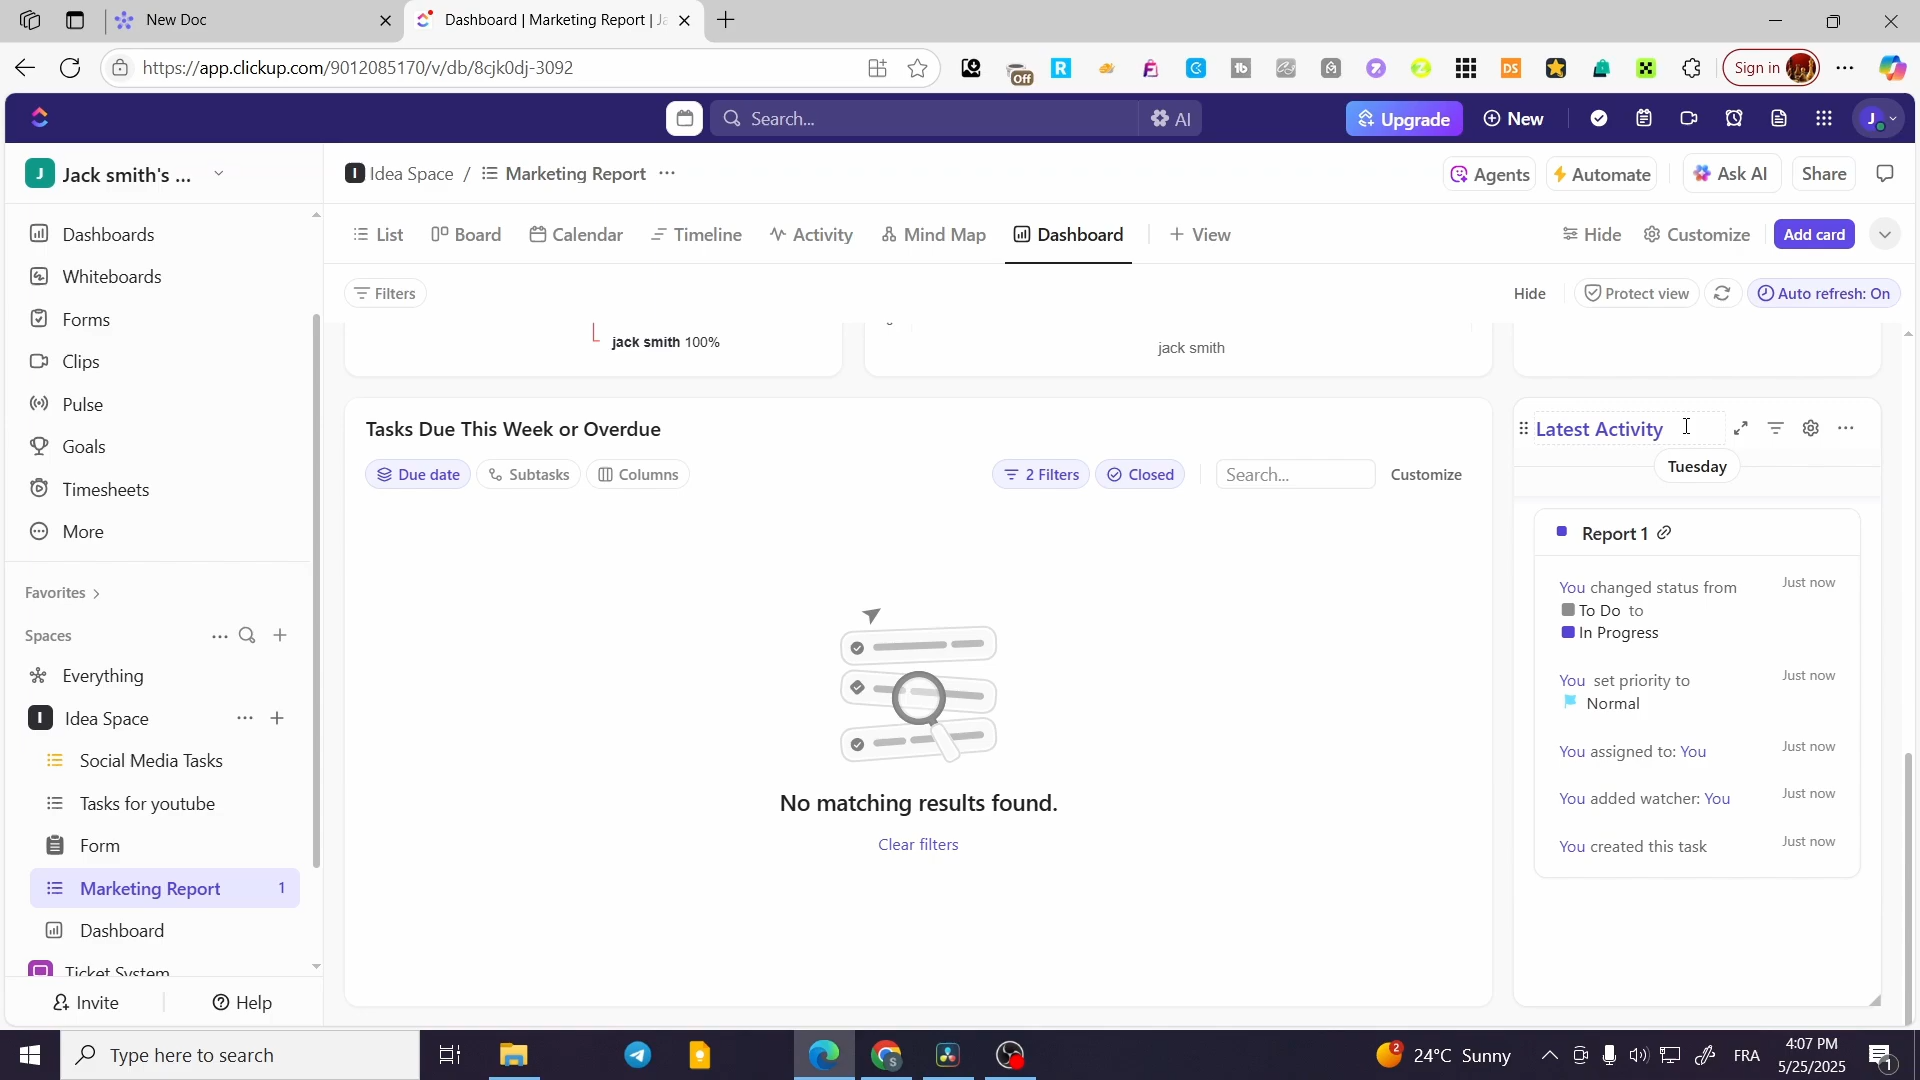 New Doc
Dashboard | Marketing Report | Ja
https://app.clickup.com/9012085170/v/db/8cjk0dj-3092
Off
Sign in
Search...
AI
Upgrade
New
J
J
Jack smith's ...
Idea Space / Marketing Report
Agents
Automate
Ask AI
Share
List
Board
Calendar
Timeline
Activity
Mind Map
Dashboard
View
Hide
Customize
Add card
Filters
Hide
Protect view
Auto refresh: On
Dashboards
Whiteboards
Forms
Clips
Pulse
Goals
Timesheets
More
Favorites
Spaces
Everything
I
Idea Space
Social Media Tasks
Tasks for youtube
Form
Marketing Report
1
Dashboard
Ticket System
Invite
Help
jack smith 100%
jack smith
Tasks Due This Week or Overdue
Due date
Subtasks
Columns
2 Filters
Closed
Search...
Customize
No matching results found.
Clear filters
Latest Activity
Tuesday
Report 1
You changed status from
Just now
To Do to
In Progress
You set priority to
Just now
Normal
You assigned to: You
Just now
You added watcher: You
Just now
You created this task
Just now
Type here to search
2
24°C Sunny
FRA
4:07 PM
5/25/2025
1